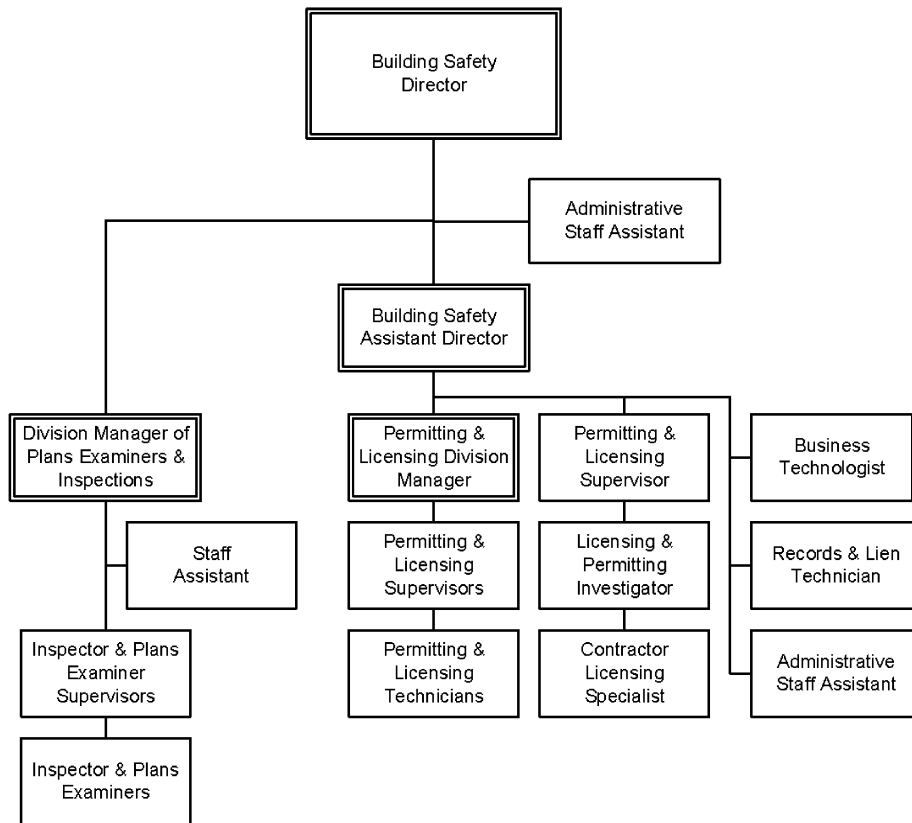 Building Safety
Director
Administrative
Staff Assistant
Building Safety
Assistant Director
Division Manager of
Plans Examiners &
Inspections
Permitting &
Licensing Division
Manager
Permitting &
Licensing
Supervisor
Business
Technologist
Staff
Assistant
Permitting &
Licensing
Supervisors
Licensing &
Permitting
Investigator
Records & Lien
Technician
Inspector & Plans
Examiner
Supervisors
Permitting &
Licensing
Technicians
Contractor
Licensing
Specialist
Administrative
Staff Assistant
Inspector & Plans
Examiners